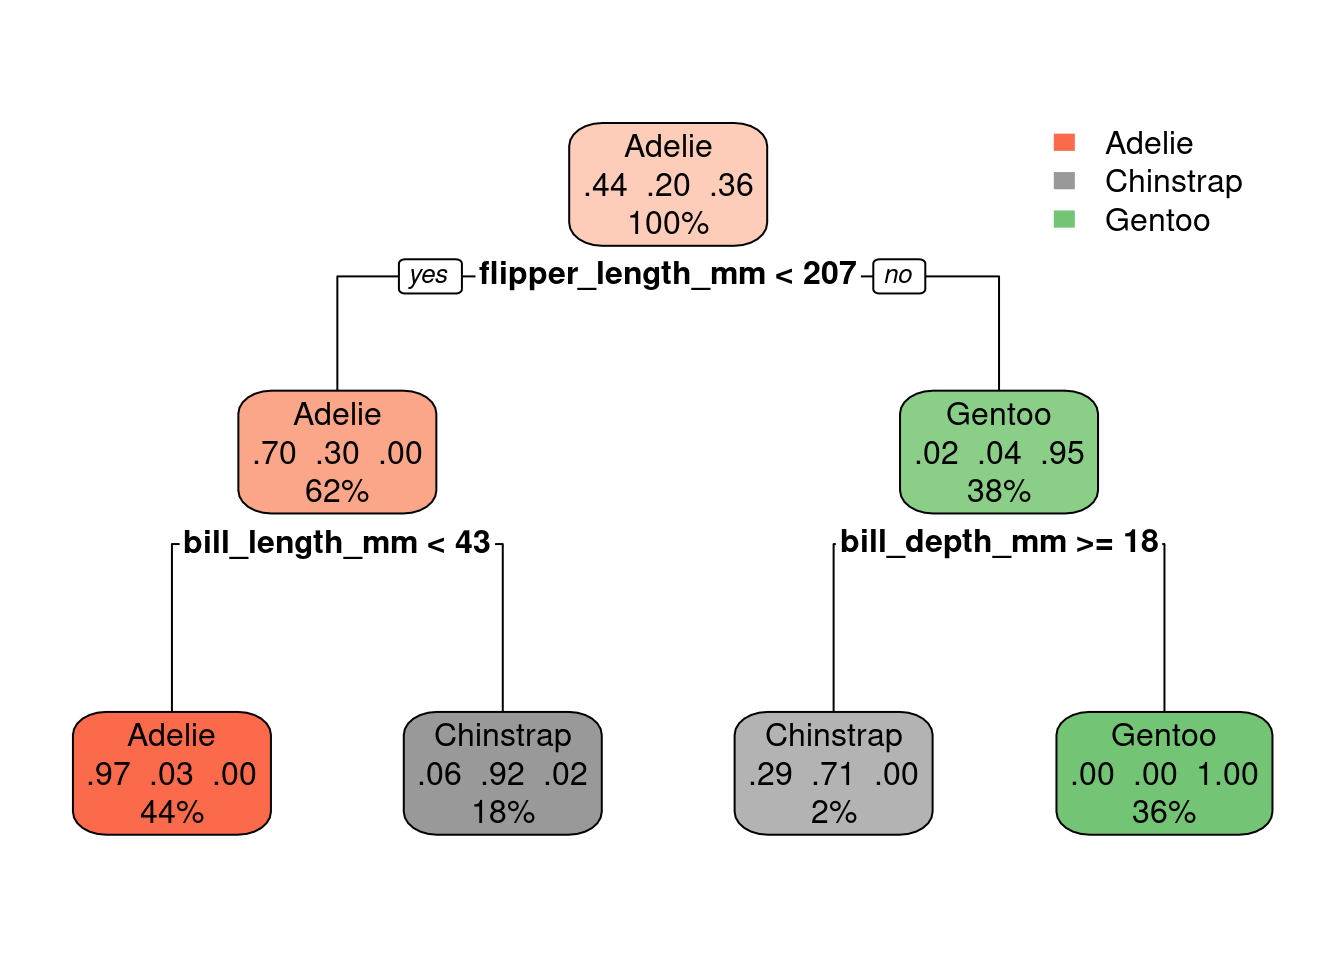 Adelie
.44 .20 .36
100%
Adelie
Chinstrap
Gentoo
yes flipper_length_mm < 207 no
Adelie
.70 .30 .00
62%
Gentoo
.02 .04 .95
38%
bill_length_mm < 43
bill_depth_mm >= 18
Adelie
.97 .03 .00
44%
Chinstrap
.06 .92 .02
18%
Chinstrap
.29 .71 .00
2%
Gentoo
.00 .00 1.00
36%